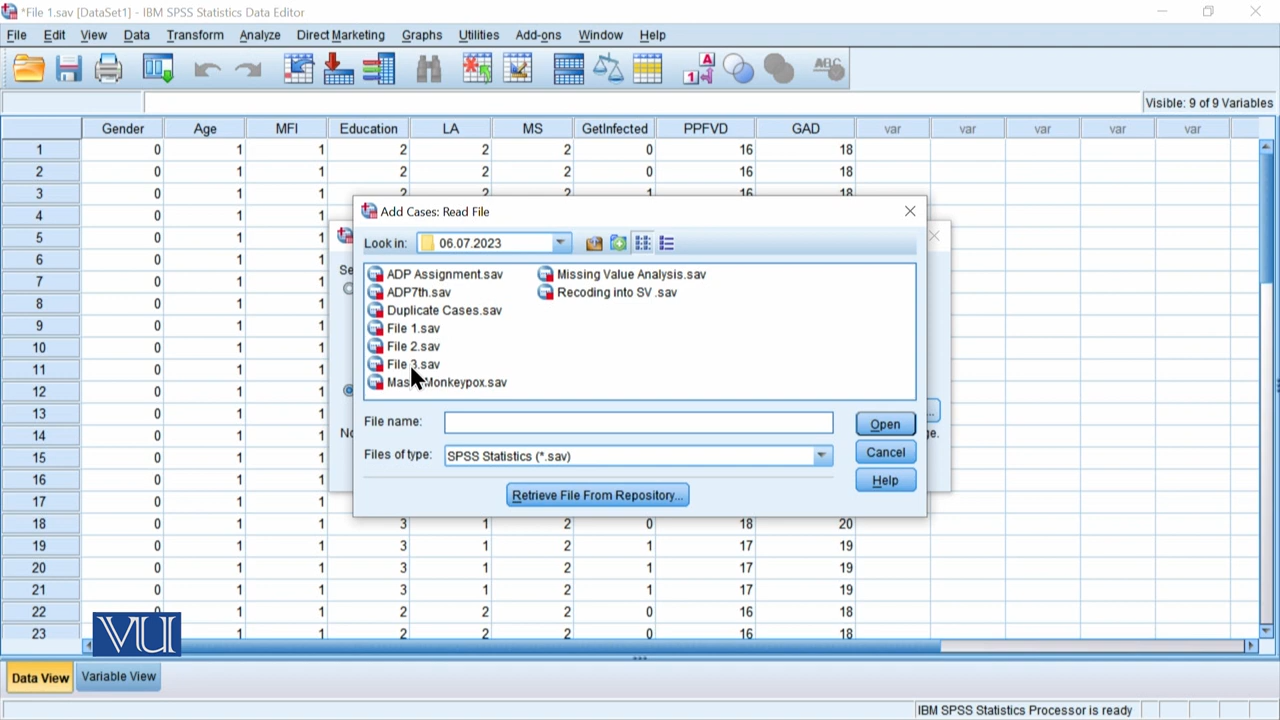 *File 1.sav [DataSet1] - IBM SPSS Statistics Data Editor
File Edit View Data Transform Analyze Direct Marketing Graphs Utilities Add-ons Window Help
Visible: 9 of 9 Variables
Gender Age MFI Education LA MS GetInfected PPFVD GAD var var var var var
1 0 1 1 2 2 2 0 16 18
2 0 1 1 2 2 2 0 16 18
3 0 1 1 2 2 2 1 16 18
4 0 1 1
5 0 1 1
6 0 1 1
7 0 1 1
8 0 1 1
9 0 1 1
10 0 1 1
11 0 1 1
12 0 1 1
13 0 1 1
14 0 1 1
15 0 1 1
16 0 1 1
17 0 1 1
18 0 1 1 3 1 2 0 18 20
19 0 1 1 3 1 2 1 17 19
20 0 1 1 3 1 2 1 17 19
21 0 1 1 3 1 2 1 17 19
22 0 1 1 2 2 2 0 16 18
23 1 1 2 2 2 0 16 18
Add Cases: Read File
Look in: 06.07.2023
ADP Assignment.sav
ADP7th.sav
Duplicate Cases.sav
File 1.sav
File 2.sav
File 3.sav
Monkeypox.sav
Missing Value Analysis.sav
Recoding into SV .sav
File name: Open
Files of type: SPSS Statistics (*.sav) Cancel
Help
Retrieve File From Repository...
VU
Data View Variable View
IBM SPSS Statistics Processor is ready